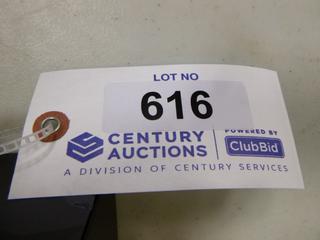 LOT NO
616
CENTURY
AUCTIONS
POWERED BY
ClubBid
A DIVISION OF CENTURY SERVICES